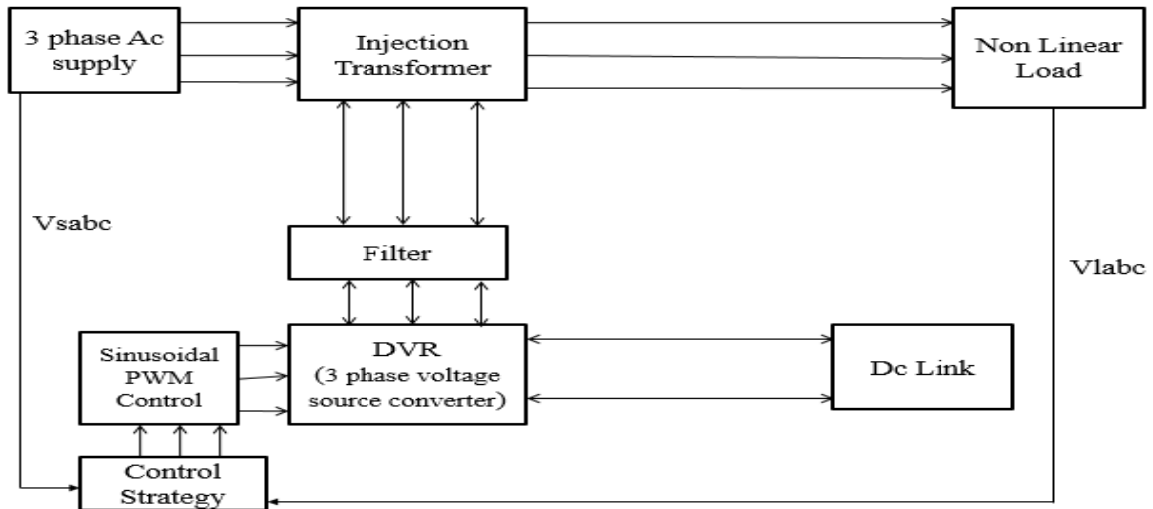 3 phase Ac
supply
Injection
Transformer
Non Linear
Load
Vsabc
Filter
Vlabc
Sinusoidal
PWM
Control
DVR
(3 phase voltage
source converter)
Dc Link
Control
Strategy